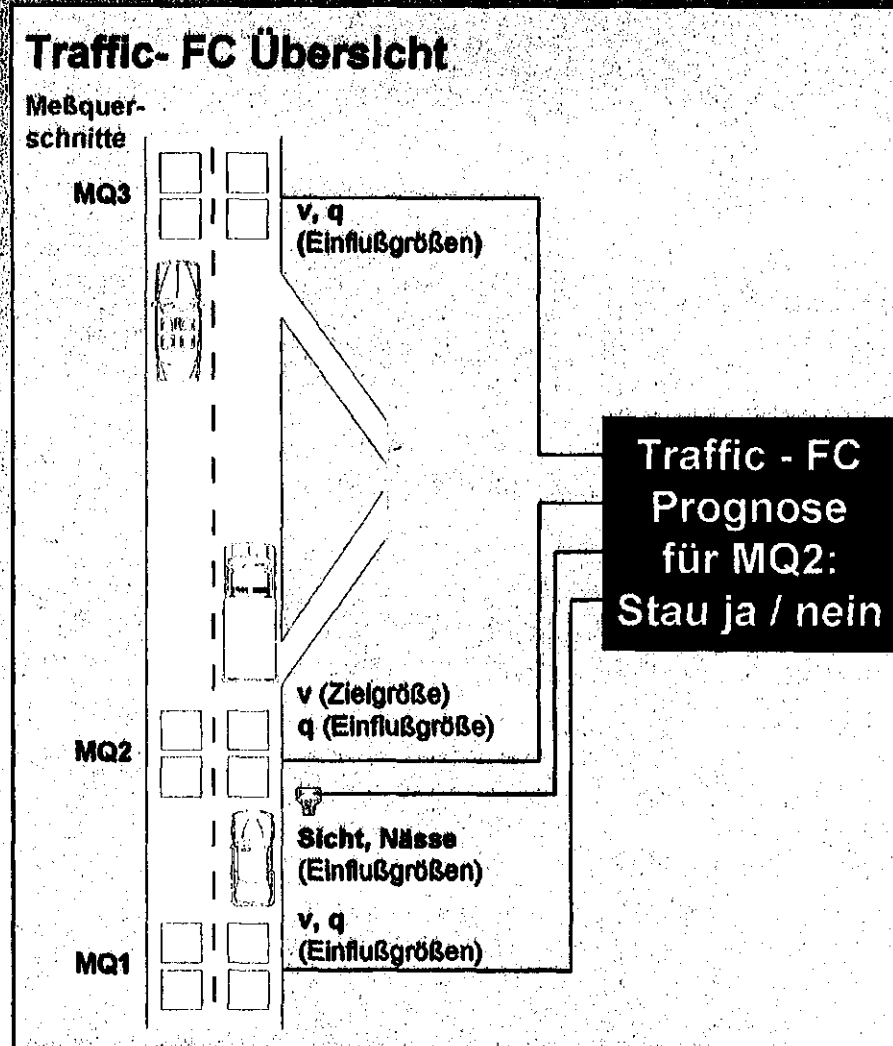 Traffic- FC Übersicht
Meßquer-
schnitte
MQ3
v, q
(Einflußgrößen)
Traffic - FC
Prognose
für MQ2:
Stau ja / nein
v (Zielgröße)
q (Einflußgröße)
MQ2
Sicht, Nässe
(Einflußgrößen)
v, q
(Einflußgrößen)
MQ1